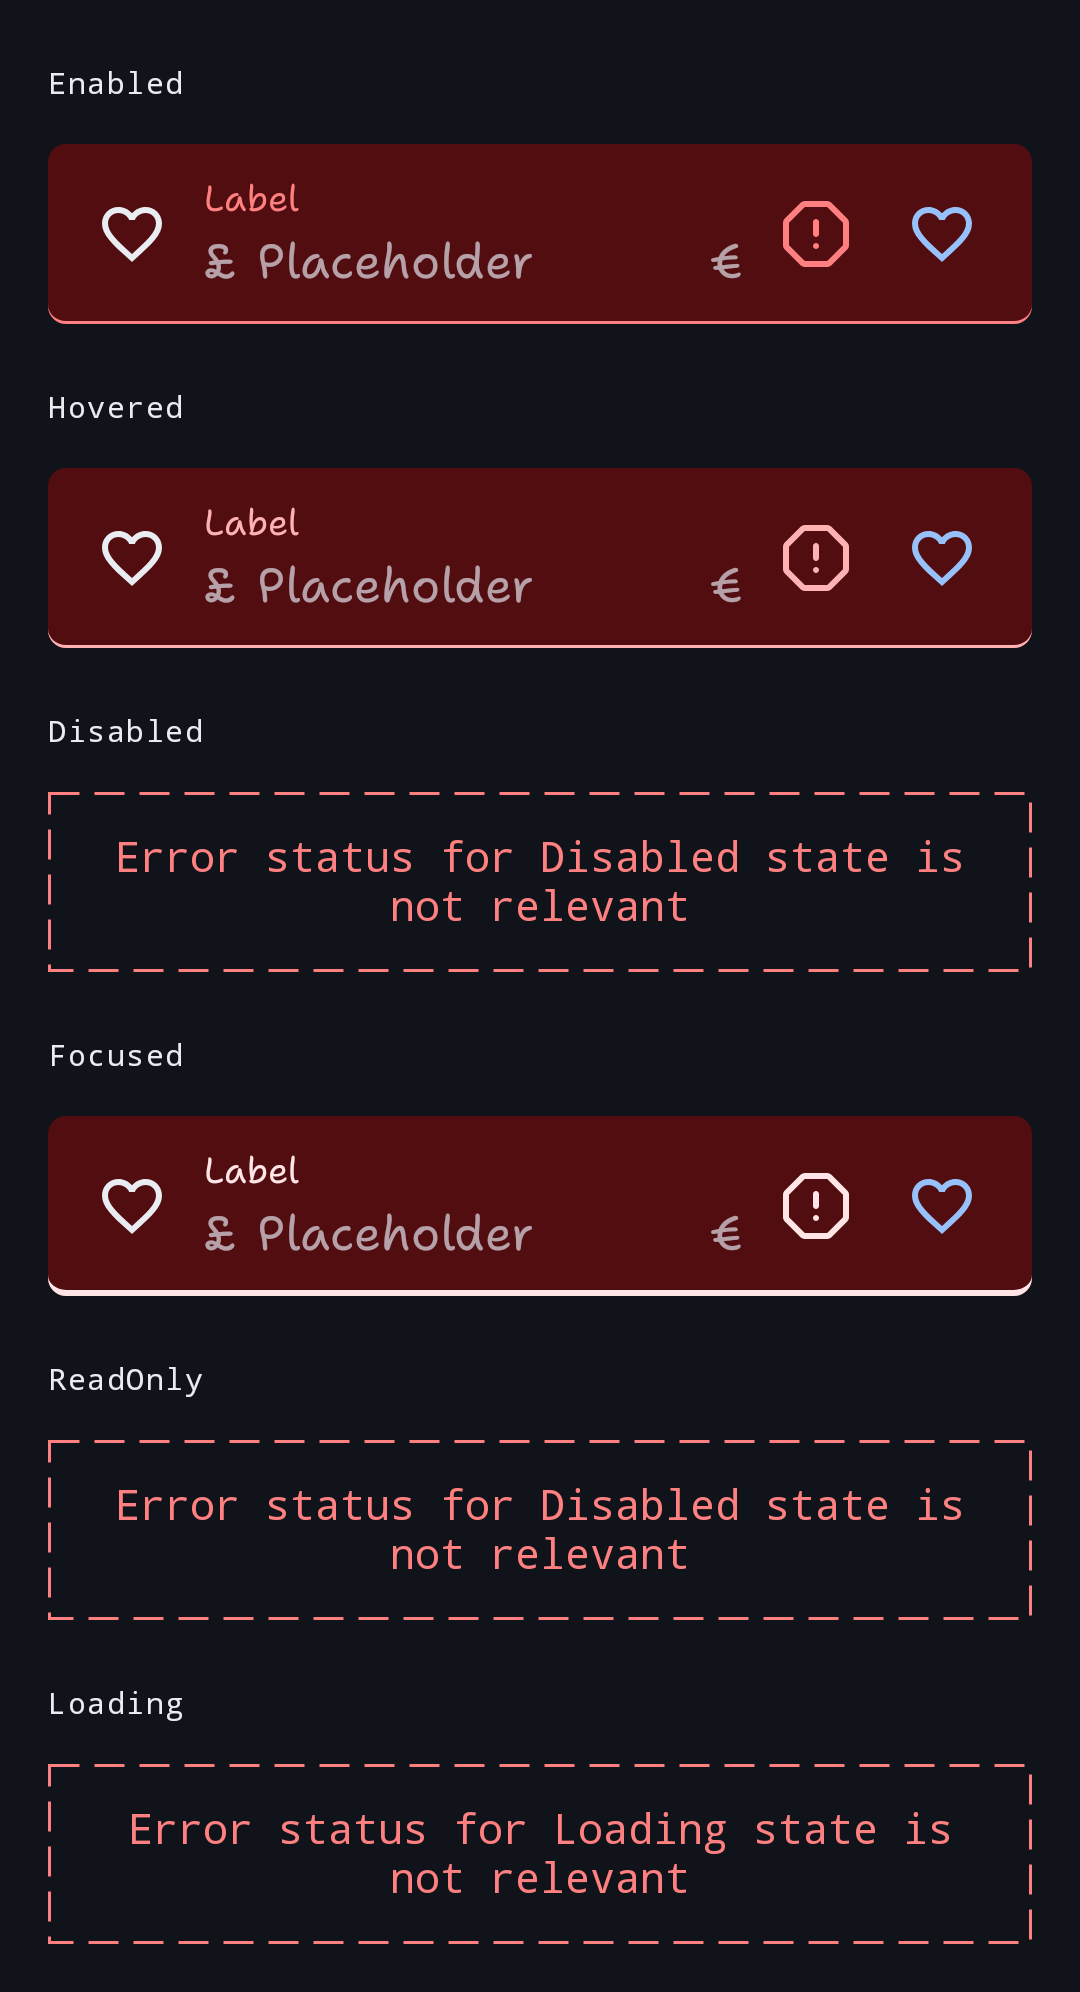 Enabled
Label
£ Placeholder €
Hovered
Label
£ Placeholder €
Disabled
Error status for Disabled state is
not relevant
Focused
Label
£ Placeholder €
ReadOnly
Error status for Disabled state is
not relevant
Loading
Error status for Loading state is
not relevant